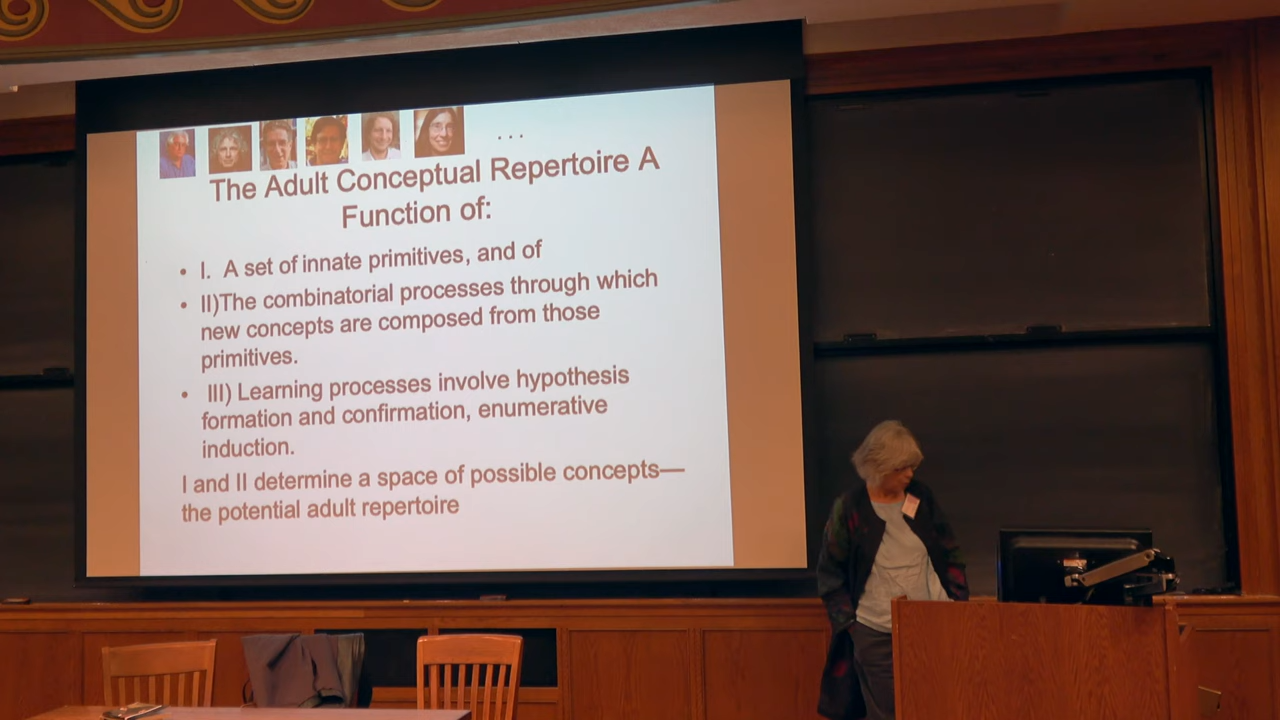 ...
The Adult Conceptual Repertoire A
Function of:
• I. A set of innate primitives, and of
• II)The combinatorial processes through which
new concepts are composed from those
primitives.
• III) Learning processes involve hypothesis
formation and confirmation, enumerative
induction.
I and II determine a space of possible concepts—
the potential adult repertoire